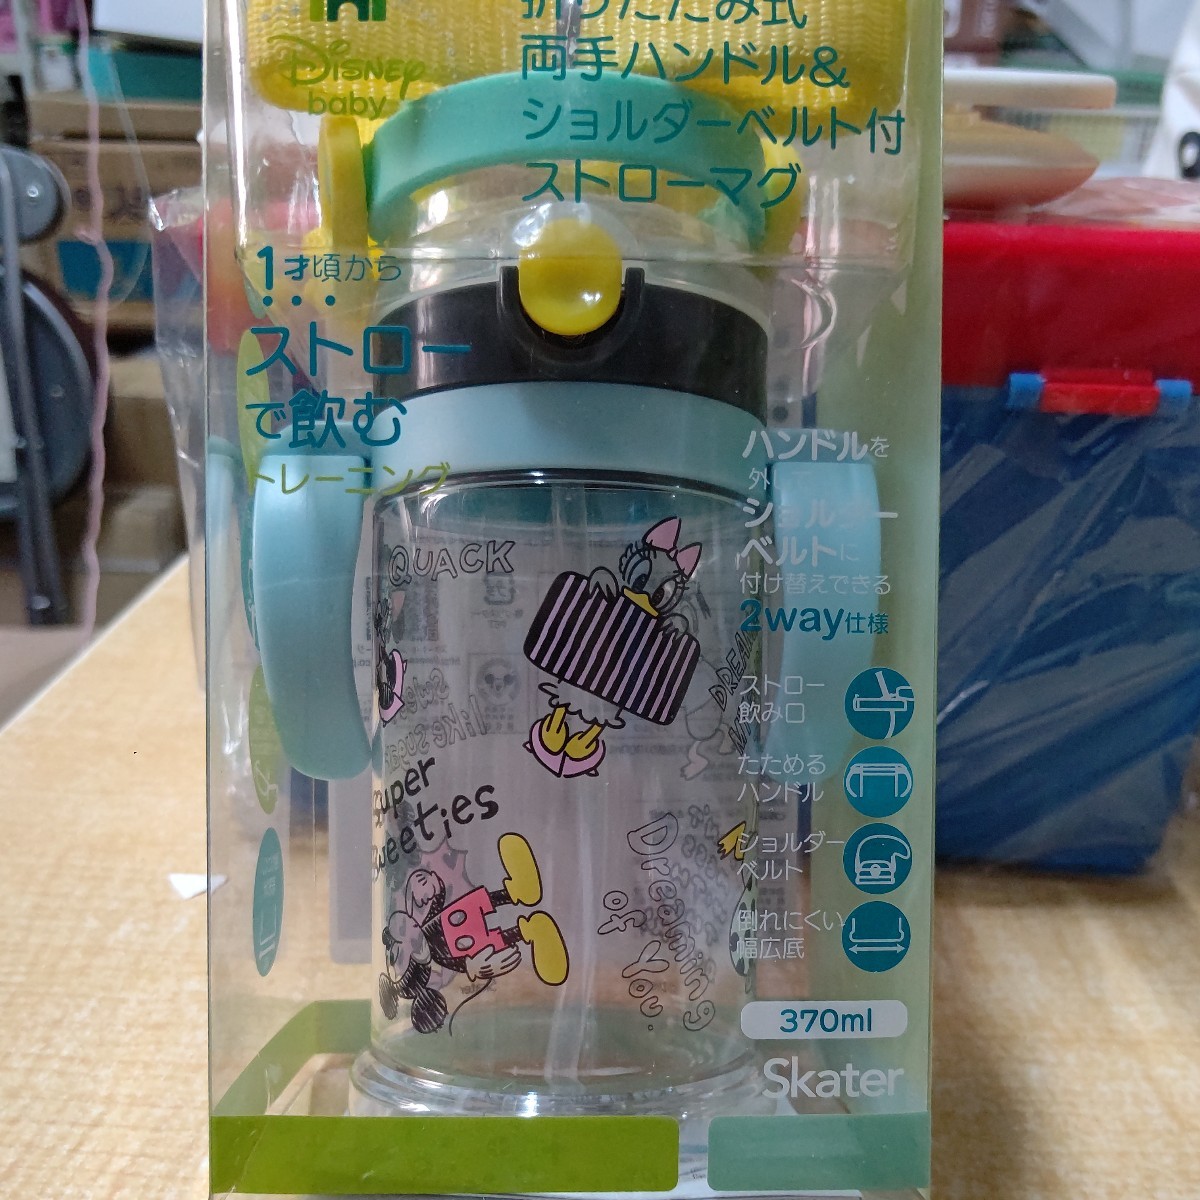 Disney
baby
折りたたみ式
両手ハンドル&
ショルダーベルト付
ストローマグ
1才頃から
ストロー
で飲む
トレーニング
ハンドルを
外
ショルダー
ベルトに
付け替えできる
2way仕様
ストロー
飲み口
たためる
ハンドル
ショルダー
ベルト
倒れにくい
幅広底
370ml
Skater
QUACK
super
sweeties
Dreaming
of You.